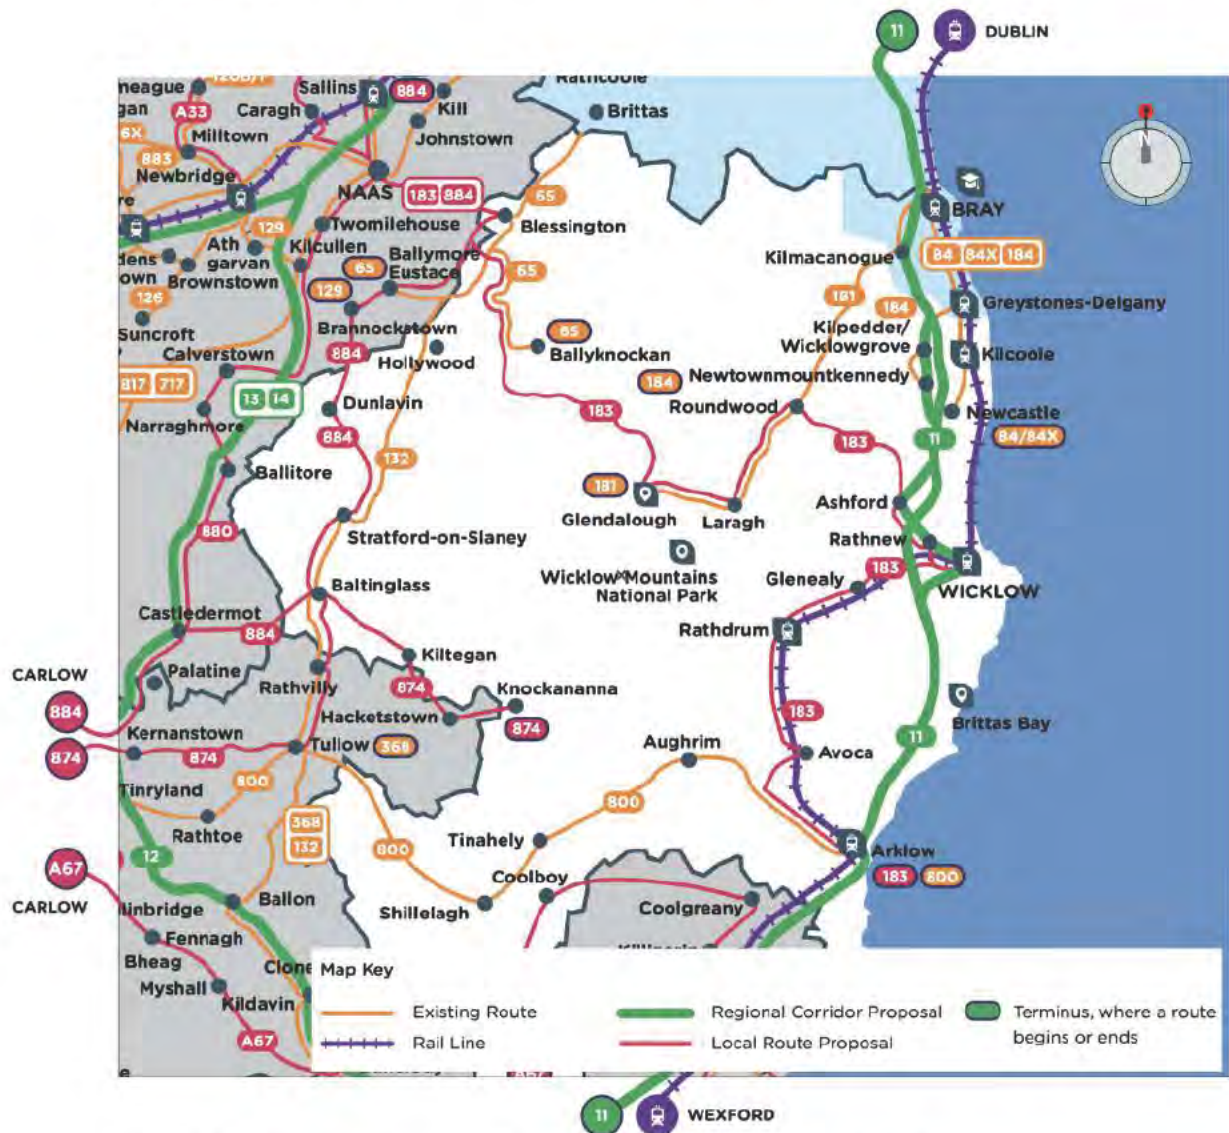 11
DUBLIN
Sallins
884
Rathcoole
Brittas
A33
Caragh
Kill
Johnstown
Milltown
883
Newbridge
NAAS
183 884
65
BRAY
129
Twomilehouse
Blessington
Ath
garvan
Kilcullen
Ballymore
Eustace
65
65
Kilmacanogue
84 84X 184
Brownstown
126
129
181
184
Greystones-Delgany
Suncroft
Brannockstown
65
Kilpedder/
Wicklowgrove
Calverstown
884
Hollywood
Ballyknockan
Kilcoole
817 717
13 14
184
Newtownmountkennedy
Dunlavin
183
Roundwood
Newcastle
Narraghmore
884
183
11
84/84X
Ballitore
132
181
Glendalough
Laragh
Ashford
880
Stratford-on-Slaney
Rathnew
Baltinglass
Wicklow Mountains
National Park
Glenealy
183
WICKLOW
Castledermot
884
Rathdrum
CARLOW
Palatine
Kiltegan
884
Rathvilly
874
Knockananna
183
Brittas Bay
Hacketstown
874
Kernanstown
874
874
Tullow
368
Aughrim
Avoca
11
Tinryland
800
800
Rathtoe
368
132
Tinahely
12
800
Arklow
A67
Coolboy
183 800
CARLOW
Ballon
Shillelagh
Coolgreany
Fennagh
Bheag
Myshall
Kildavin
A67
Map Key
Existing Route
Regional Corridor Proposal
Terminus, where a route
begins or ends
Rail Line
Local Route Proposal
11
WEXFORD